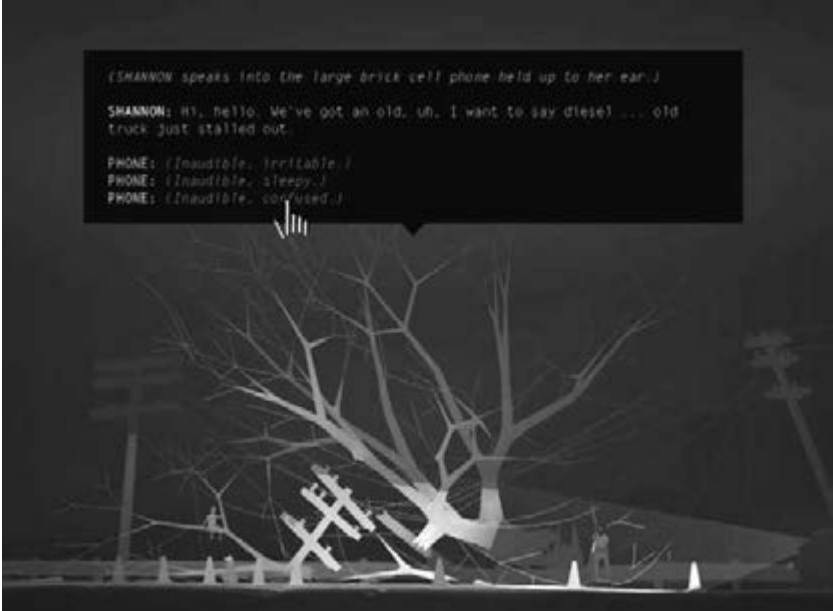 (SHANNON speaks into the large brick cell phone held up to her ear.)
SHANNON: Hi, hello. We've got an old, uh, I want to say diesel ... old
truck just stalled out.
PHONE: (Inaudible, irritable.)
PHONE: (Inaudible, sleepy.)
PHONE: (Inaudible, confused.)